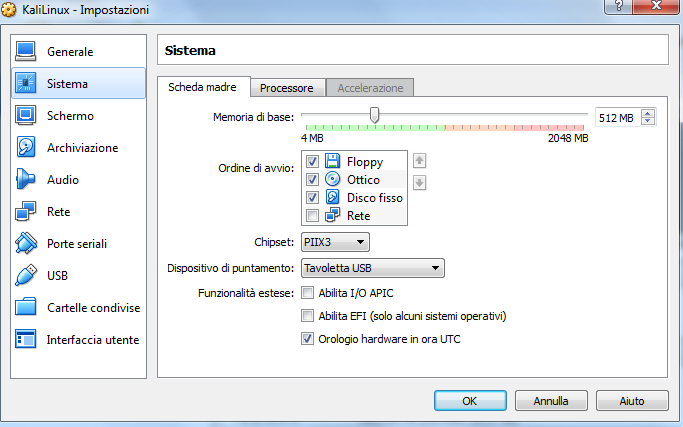 KaliLinux - Impostazioni
?
Generale
Sistema
Schermo
Archiviazione
Audio
Rete
Porte seriali
USB
Cartelle condivise
Interfaccia utente
Sistema
Scheda madre Processore Accelerazione
Memoria di base: 512 MB
4 MB 2048 MB
Ordine di avvio: Floppy
Ottico
Disco fisso
Rete
Chipset: PIIX3
Dispositivo di puntamento: Tavoletta USB
Funzionalità estese: Abilita I/O APIC
Abilita EFI (solo alcuni sistemi operativi)
Orologio hardware in ora UTC
OK Annulla Aiuto